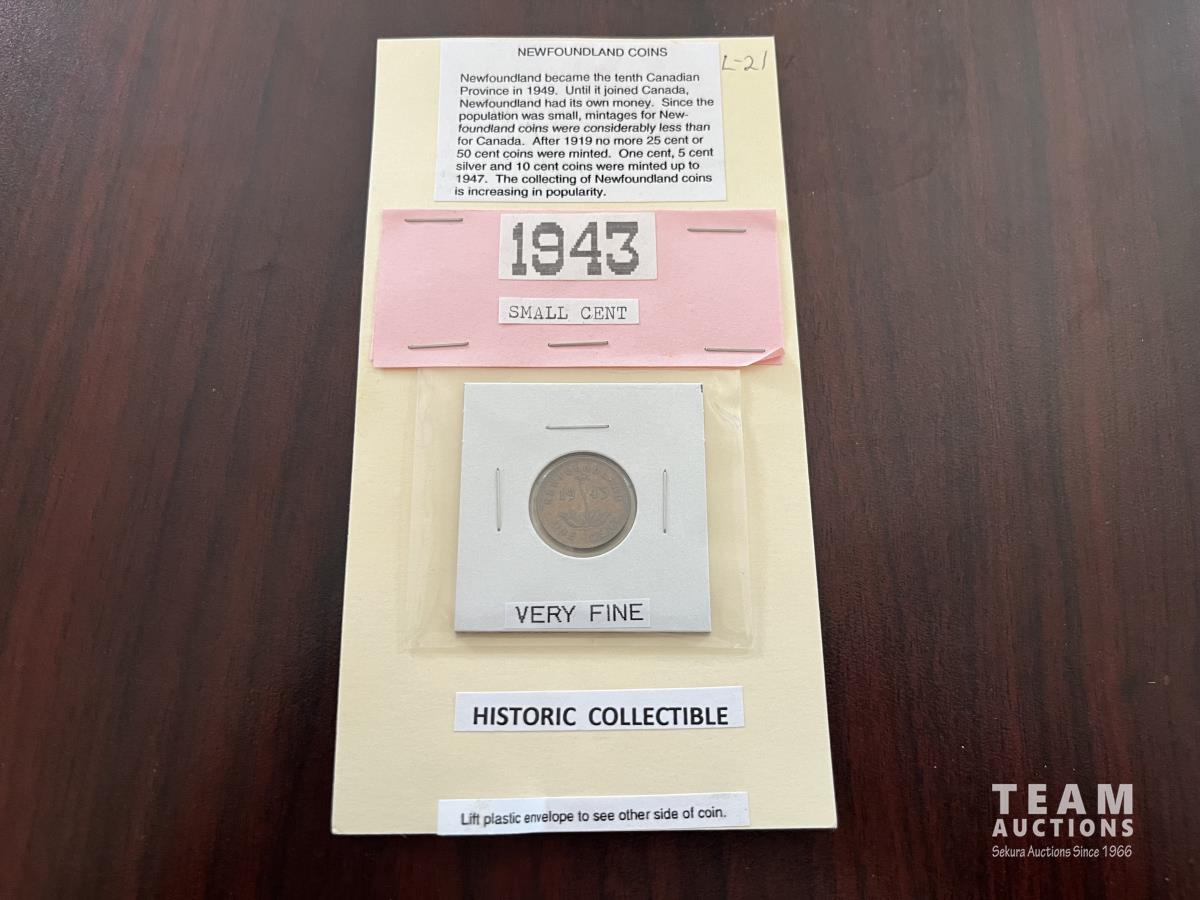 NEWFOUNDLAND COINS
L-21
Newfoundland became the tenth Canadian
Province in 1949. Until it joined Canada,
Newfoundland had its own money. Since the
population was small, mintages for New-
foundland coins were considerably less than
for Canada. After 1919 no more 25 cent or
50 cent coins were minted. One cent, 5 cent
silver and 10 cent coins were minted up to
1947. The collecting of Newfoundland coins
is increasing in popularity.
1943
SMALL CENT
19 43
VERY FINE
HISTORIC COLLECTIBLE
Lift plastic envelope to see other side of coin.
TEAM
AUCTIONS
Sekura Auctions Since 1966